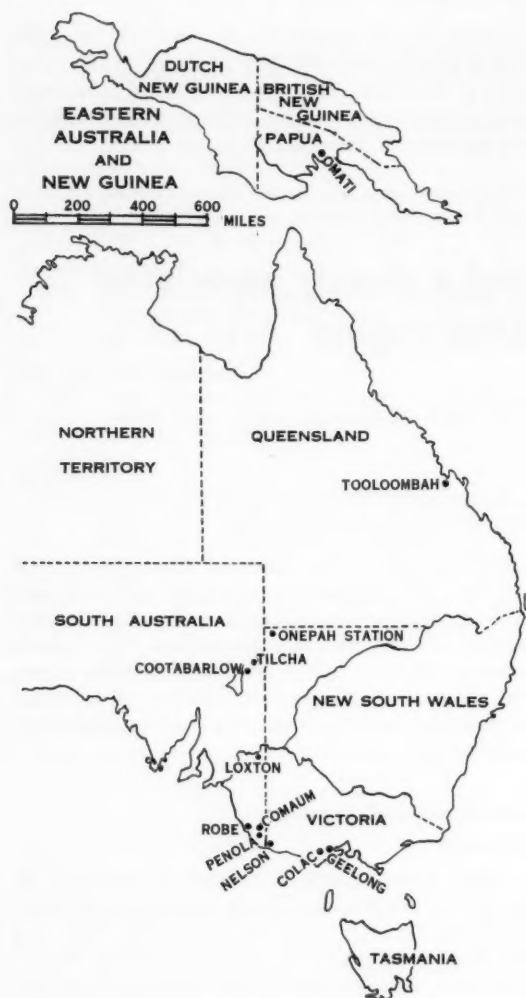 DUTCH
NEW GUINEA
BRITISH
NEW
GUINEA
EASTERN
AUSTRALIA
AND
NEW GUINEA
PAPUA
OMATI
0 200 400 600
MILES
NORTHERN
TERRITORY
QUEENSLAND
TOOLOOMBAH
SOUTH AUSTRALIA
ONEPAH STATION
TILCHA
COOTABARLOW
NEW SOUTH WALES
LOXTON
COMAUM
ROBE
VICTORIA
PENOLA
NELSON
COLAC
GEELONG
TASMANIA